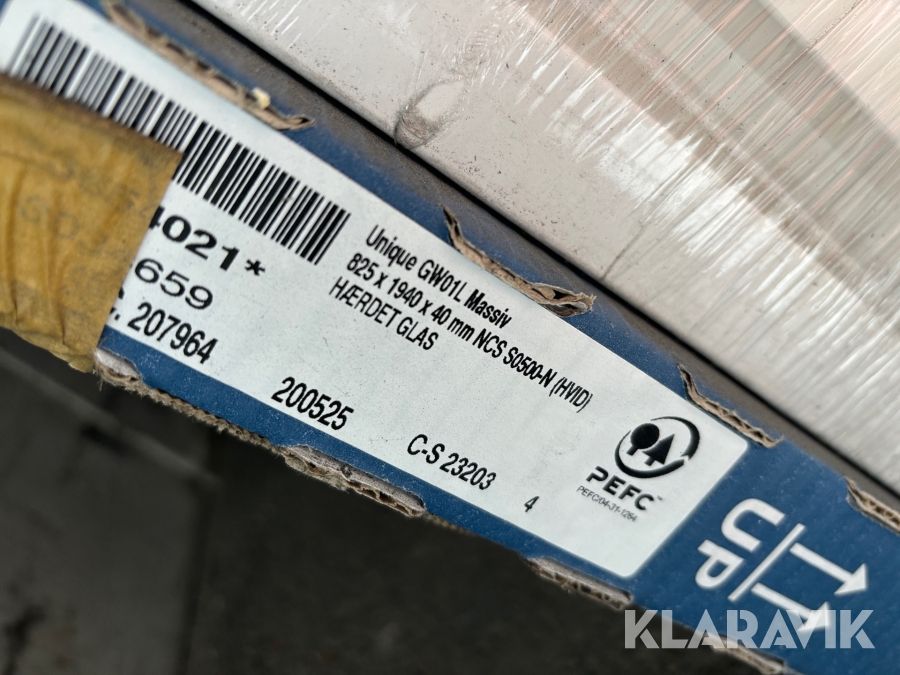 4021*
659
. 207964
Unique GW01L Massiv
825 x 1940 x 40 mm NCS S0500-N (HVID)
HÆRDET GLAS
200525
C-S 23203
4
PEFC™
PEFC/04-31-1264
UP
KLARAVIK